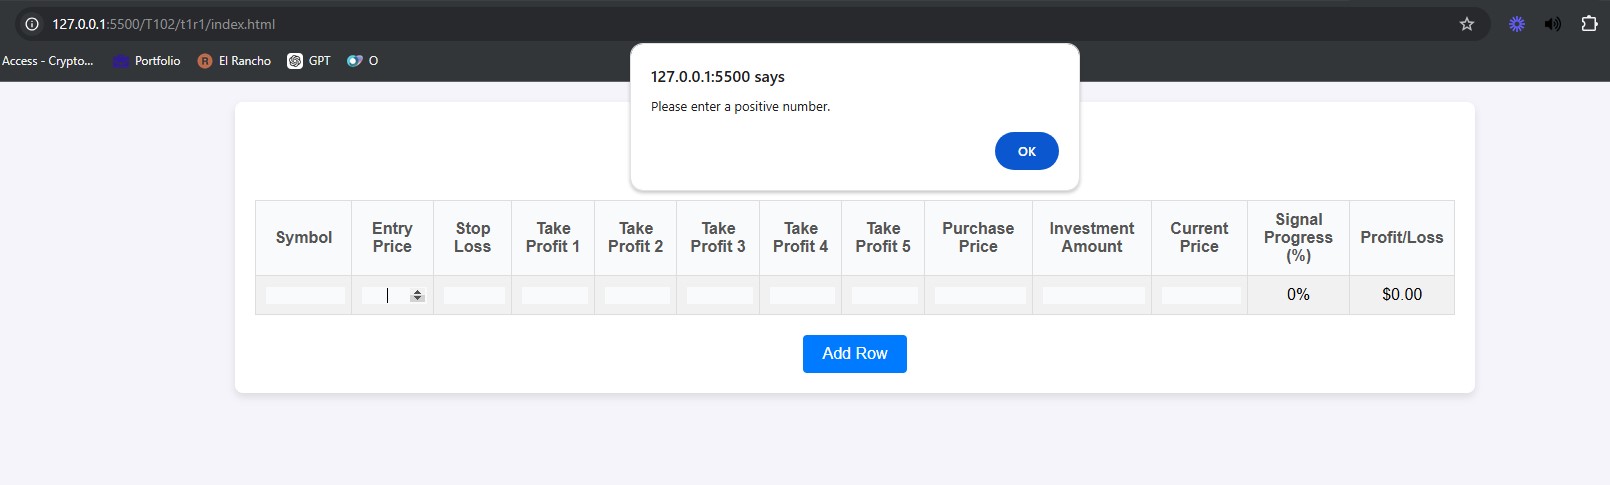 127.0.0.1:5500/T102/t1r1/index.html
Access - Crypto... Portfolio R El Rancho GPT O
127.0.0.1:5500 says
Please enter a positive number.
OK
Symbol
Entry
Price
Stop
Loss
Take
Profit 1
Take
Profit 2
Take
Profit 3
Take
Profit 4
Take
Profit 5
Purchase
Price
Investment
Amount
Current
Price
Signal
Progress
(%)
Profit/Loss
0% $0.00
Add Row